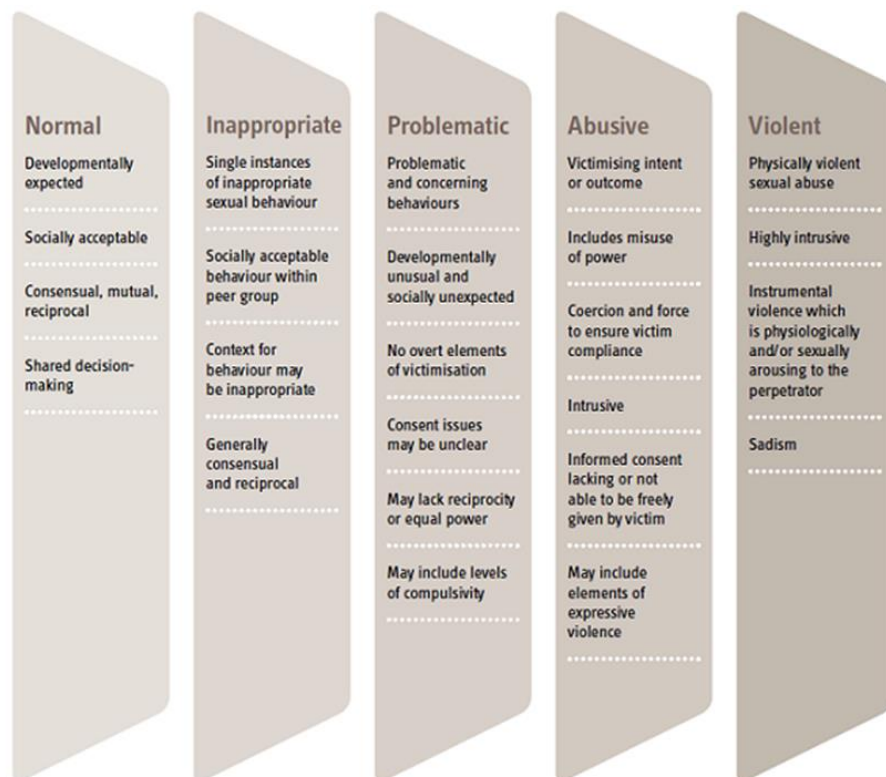 Normal
Developmentally
expected
Socially acceptable
Consensual, mutual,
reciprocal
Shared decision-
making
Inappropriate
Single instances
of inappropriate
sexual behaviour
Socially acceptable
behaviour within
peer group
Context for
behaviour may
be inappropriate
Generally
consensual
and reciprocal
Problematic
Problematic
and concerning
behaviours
Developmentally
unusual and
socially unexpected
No overt elements
of victimisation
Consent issues
may be unclear
May lack reciprocity
or equal power
May include levels
of compulsivity
Abusive
Victimising intent
or outcome
Includes misuse
of power
Coercion and force
to ensure victim
compliance
Intrusive
Informed consent
lacking or not
able to be freely
given by victim
May include
elements of
expressive
violence
Violent
Physically violent
sexual abuse
Highly intrusive
Instrumental
violence which
is physiologically
and/or sexually
arousing to the
perpetrator
Sadism